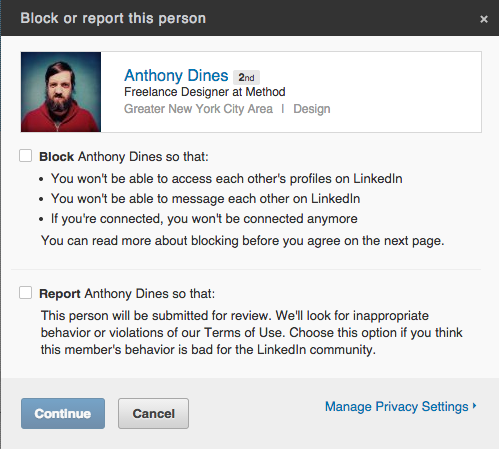 Block or report this person ×
Anthony Dines 2nd
Freelance Designer at Method
Greater New York City Area | Design
Block Anthony Dines so that:
• You won't be able to access each other's profiles on LinkedIn
• You won't be able to message each other on LinkedIn
• If you're connected, you won't be connected anymore
You can read more about blocking before you agree on the next page.
Report Anthony Dines so that:
This person will be submitted for review. We'll look for inappropriate
behavior or violations of our Terms of Use. Choose this option if you think
this member's behavior is bad for the LinkedIn community.
Continue Cancel Manage Privacy Settings